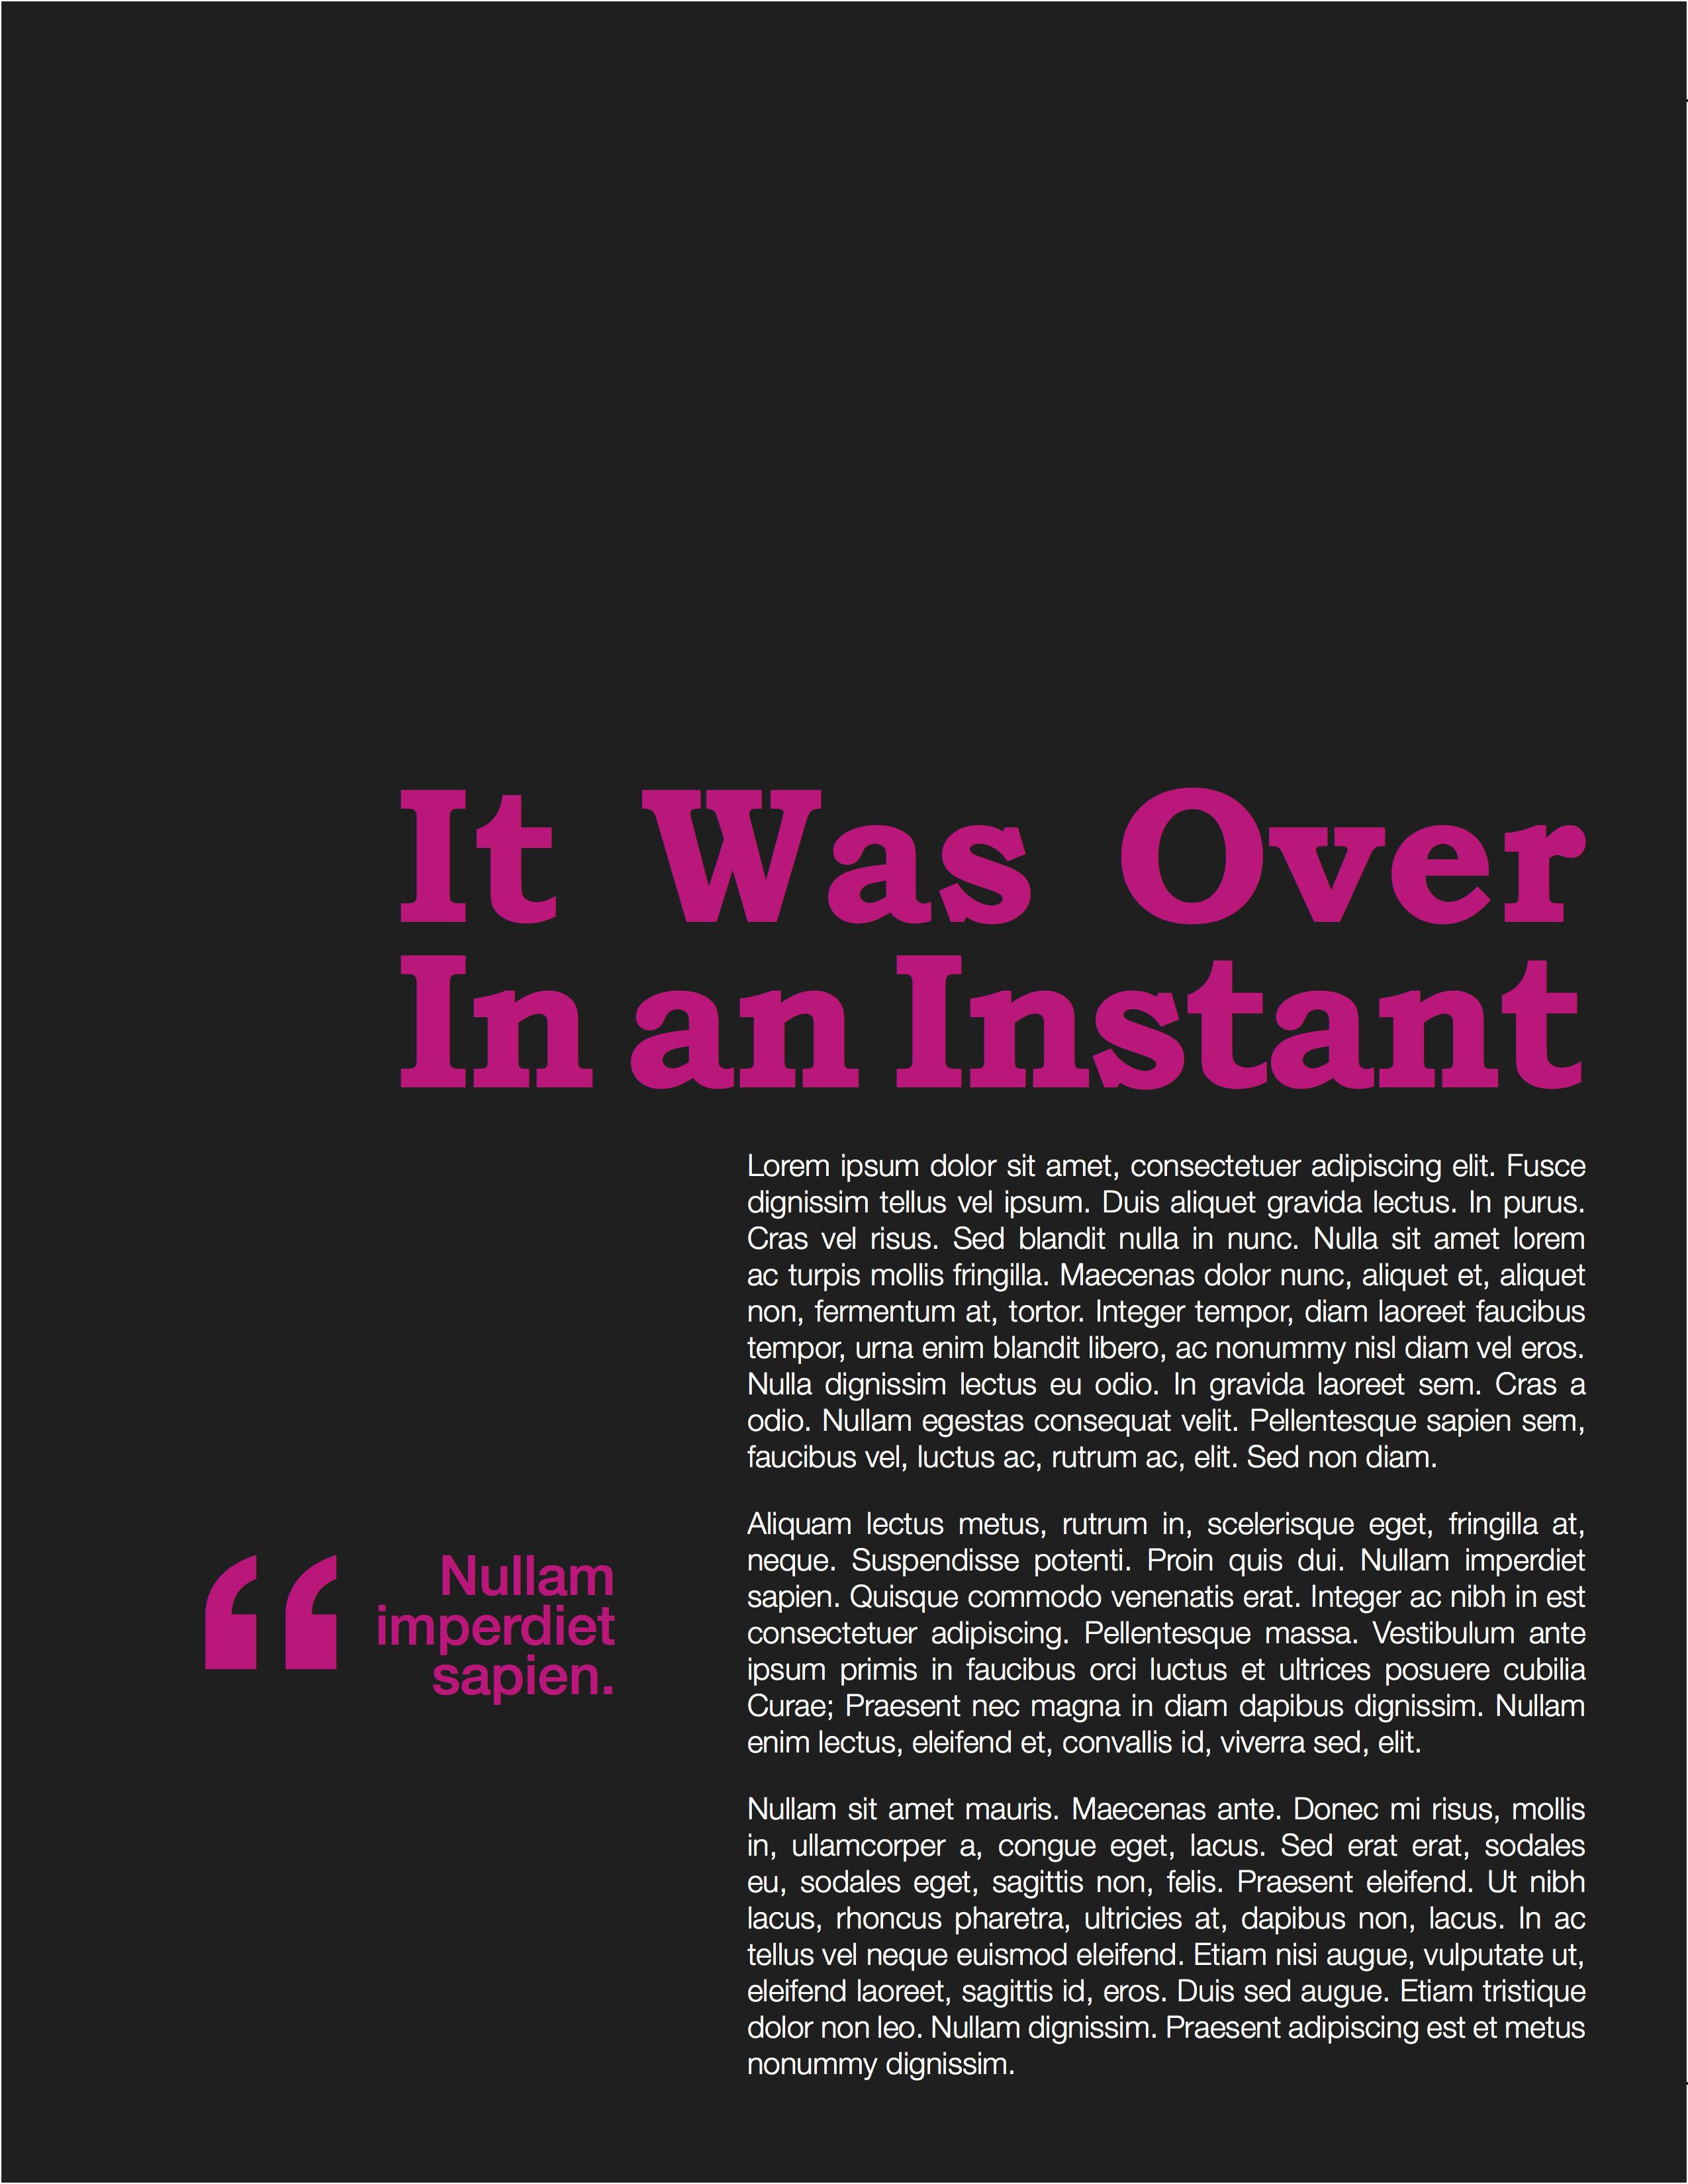 It Was Over
In an Instant
Lorem ipsum dolor sit amet, consectetuer adipiscing elit. Fusce
dignissim tellus vel ipsum. Duis aliquet gravida lectus. In purus.
Cras vel risus. Sed blandit nulla in nunc. Nulla sit amet lorem
ac turpis mollis fringilla. Maecenas dolor nunc, aliquet et, aliquet
non, fermentum at, tortor. Integer tempor, diam laoreet faucibus
tempor, urna enim blandit libero, ac nonummy nisl diam vel eros.
Nulla dignissim lectus eu odio. In gravida laoreet sem. Cras a
odio. Nullam egestas consequat velit. Pellentesque sapien sem,
faucibus vel, luctus ac, rutrum ac, elit. Sed non diam.
Aliquam lectus metus, rutrum in, scelerisque eget, fringilla at,
neque. Suspendisse potenti. Proin quis dui. Nullam imperdiet
sapien. Quisque commodo venenatis erat. Integer ac nibh in est
consectetuer adipiscing. Pellentesque massa. Vestibulum ante
ipsum primis in faucibus orci luctus et ultrices posuere cubilia
Curae; Praesent nec magna in diam dapibus dignissim. Nullam
enim lectus, eleifend et, convallis id, viverra sed, elit.
Nullam sit amet mauris. Maecenas ante. Donec mi risus, mollis
in, ullamcorper a, congue eget, lacus. Sed erat erat, sodales
eu, sodales eget, sagittis non, felis. Praesent eleifend. Ut nibh
lacus, rhoncus pharetra, ultricies at, dapibus non, lacus. In ac
tellus vel neque euismod eleifend. Etiam nisi augue, vulputate ut,
eleifend laoreet, sagittis id, eros. Duis sed augue. Etiam tristique
dolor non leo. Nullam dignissim. Praesent adipiscing est et metus
nonummy dignissim.
“ Nullam
imperdiet
sapien.